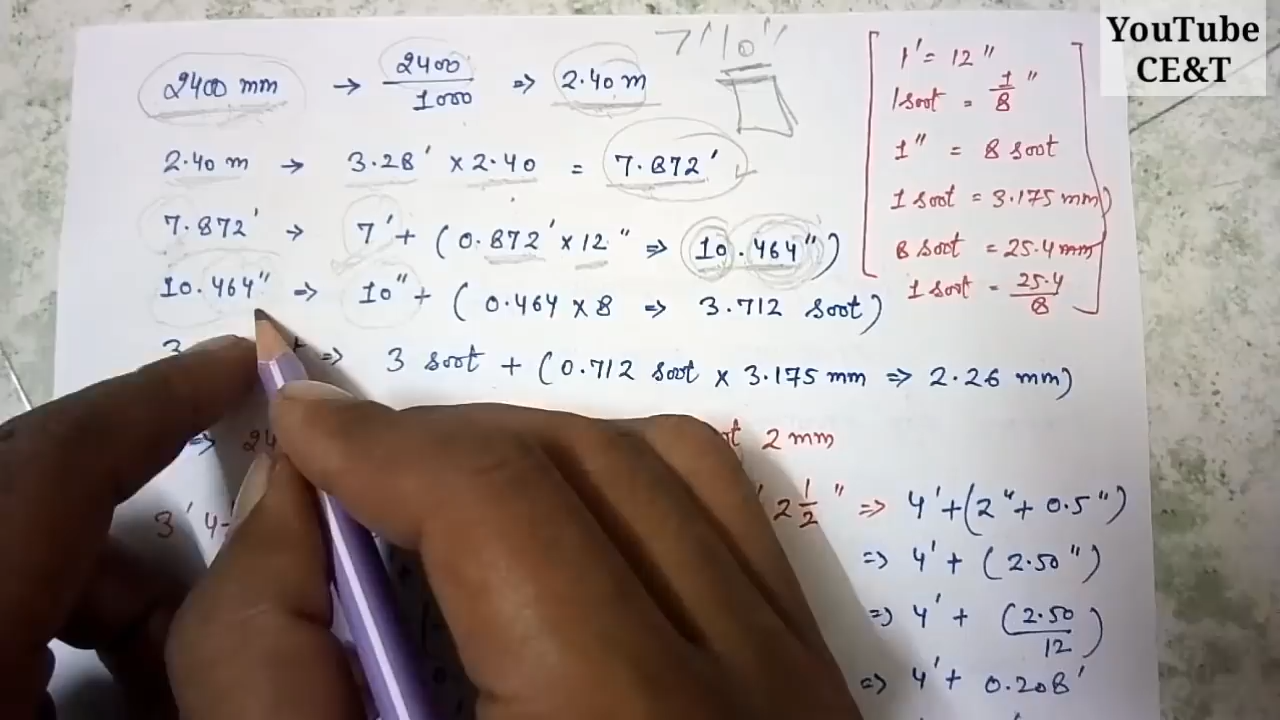 YouTube
CE&T
2400 mm → 2400/1000 ⇒ 2.40 m
7' 10"
2.40 m → 3.28' × 2.40 = 7.872'
7.872' → 7' + (0.872' × 12" ⇒ 10.464")
10.464" ⇒ 10" + (0.464 × 8 ⇒ 3.712 soot)
3 ⇒ 3 soot + (0.712 soot × 3.175 mm ⇒ 2.26 mm)
⇒ 24 2 mm
3' 4 2 1/2" ⇒ 4' + (2" + 0.5")
⇒ 4' + (2.50")
⇒ 4' + (2.50/12)
⇒ 4' + 0.208'
1' = 12"
1 soot = 1/8"
1" = 8 soot
1 soot = 3.175 mm
8 soot = 25.4 mm
1 soot = 25.4/8